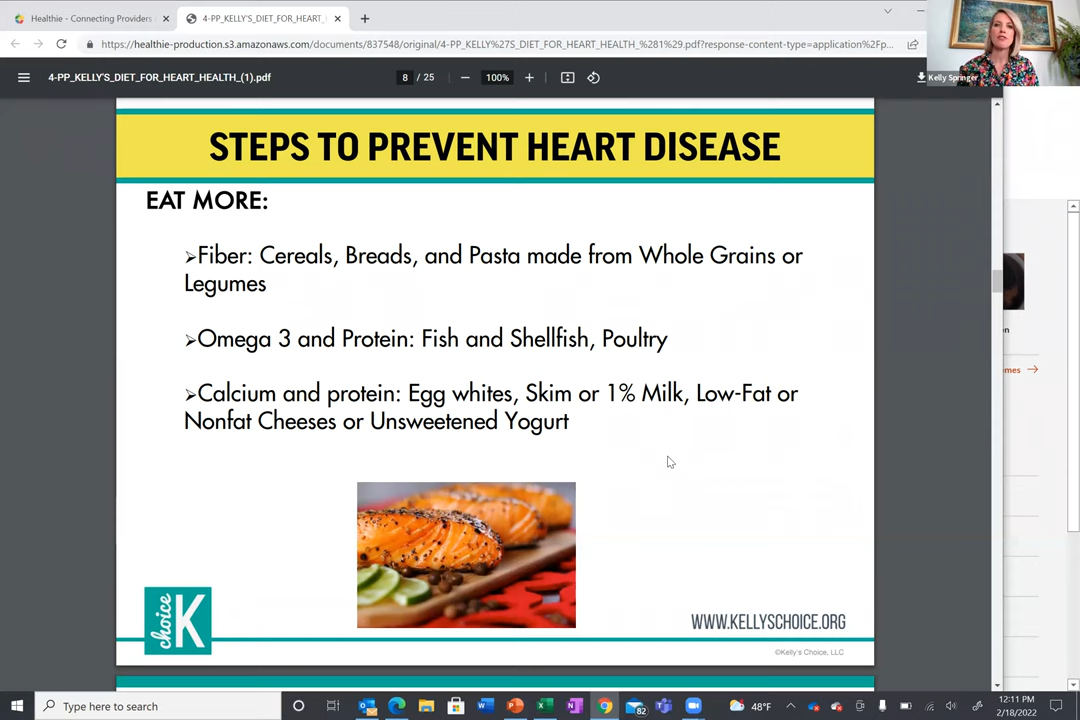 Healthie - Connecting Providers
4-PP_KELLY'S_DIET_FOR_HEART_
https://healthie-production.s3.amazonaws.com/documents/837548/original/4-PP_KELLY%27S_DIET_FOR_HEART_HEALTH_%281%29.pdf?response-content-type=application%2Fp...
4-PP_KELLY'S_DIET_FOR_HEART_HEALTH_(1).pdf
8 / 25
100%
Kelly Springer
STEPS TO PREVENT HEART DISEASE
EAT MORE:
➢Fiber: Cereals, Breads, and Pasta made from Whole Grains or
Legumes
➢Omega 3 and Protein: Fish and Shellfish, Poultry
➢Calcium and protein: Egg whites, Skim or 1% Milk, Low-Fat or
Nonfat Cheeses or Unsweetened Yogurt
choice K
WWW.KELLYSCHOICE.ORG
©Kelly's Choice, LLC
Type here to search
82
48°F
12:11 PM
2/18/2022